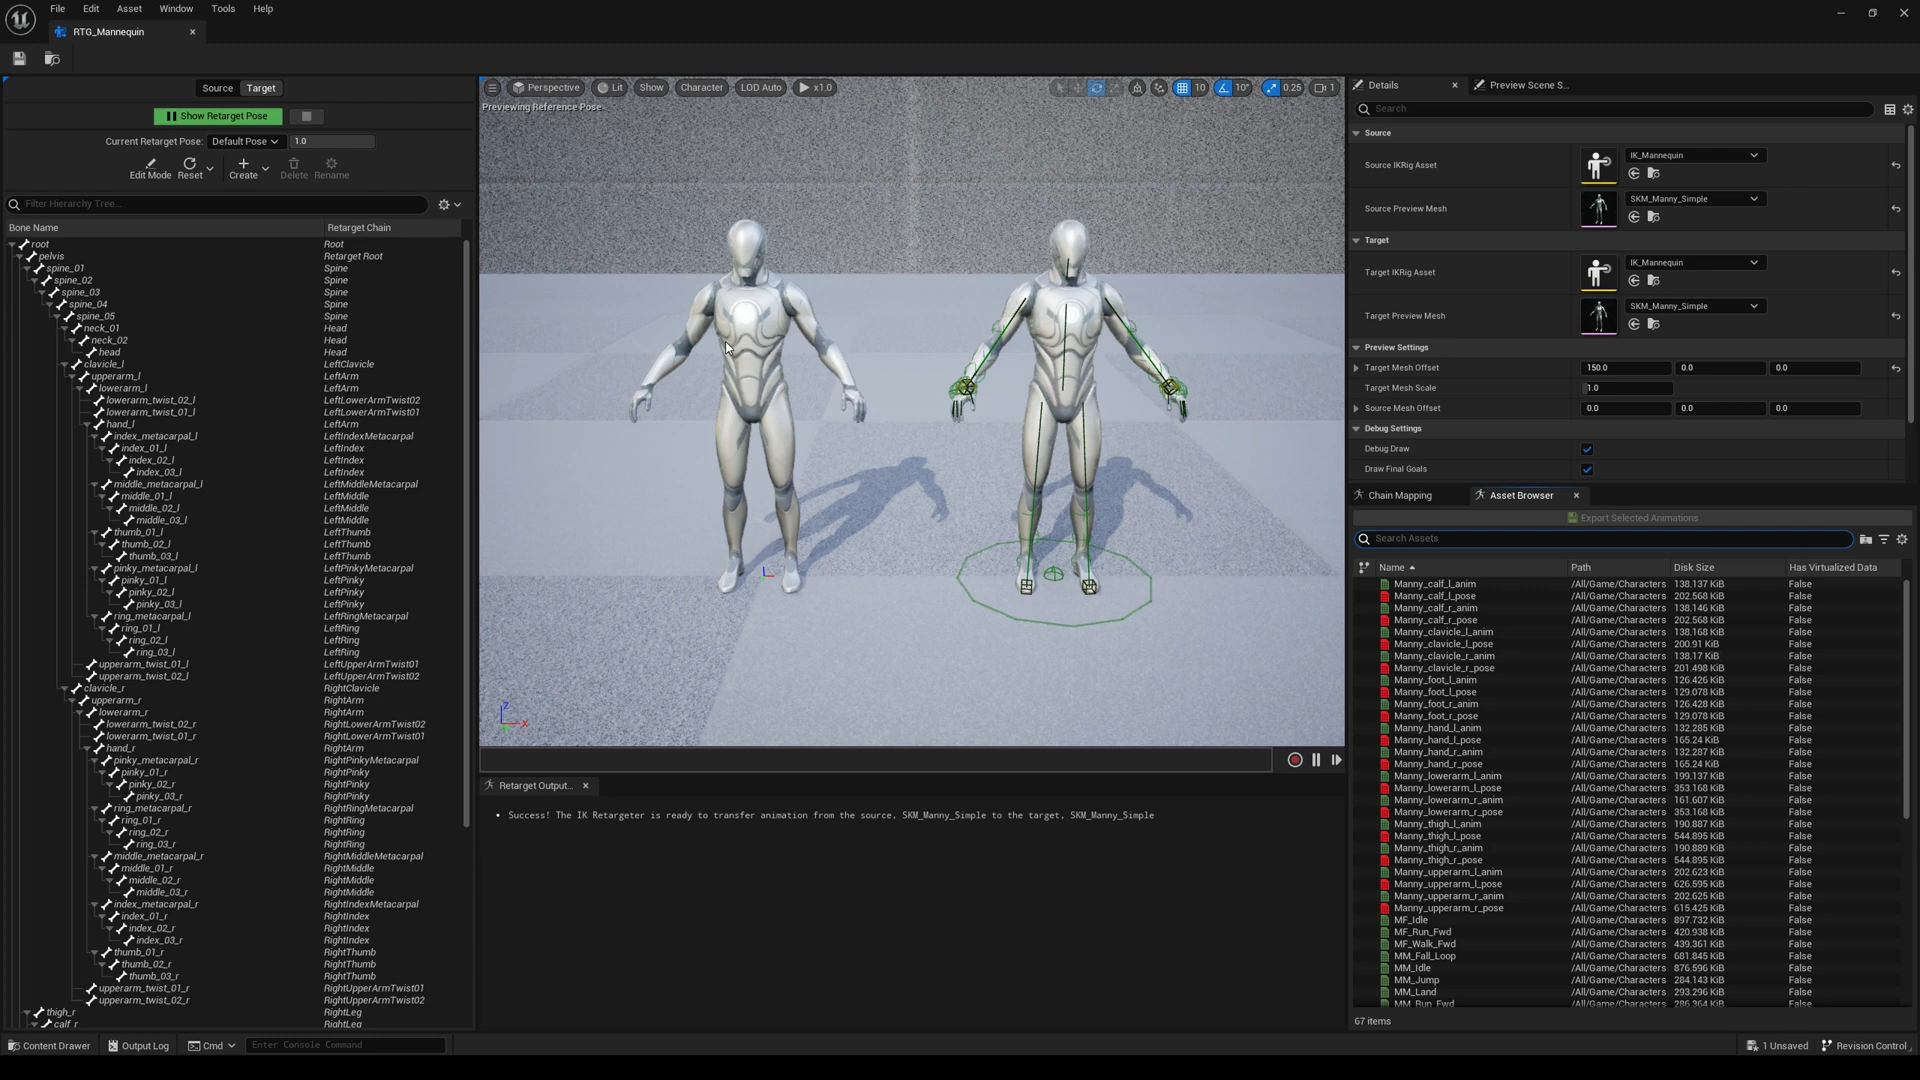 File Edit Asset Window Tools Help
RTG_Mannequin
Source Target
Show Retarget Pose
Current Retarget Pose: Default Pose 1.0
Edit Mode Reset Create Delete Rename
Filter Hierarchy Tree...
Bone Name Retarget Chain
root Root
pelvis Retarget Root
spine_01 Spine
spine_02 Spine
spine_03 Spine
spine_04 Spine
spine_05 Spine
neck_01 Head
neck_02 Head
head Head
clavicle_l LeftClavicle
upperarm_l LeftArm
lowerarm_l LeftArm
lowerarm_twist_02_l LeftLowerArmTwist02
lowerarm_twist_01_l LeftLowerArmTwist01
hand_l LeftArm
index_metacarpal_l LeftIndexMetacarpal
index_01_l LeftIndex
index_02_l LeftIndex
index_03_l LeftIndex
middle_metacarpal_l LeftMiddleMetacarpal
middle_01_l LeftMiddle
middle_02_l LeftMiddle
middle_03_l LeftMiddle
thumb_01_l LeftThumb
thumb_02_l LeftThumb
thumb_03_l LeftThumb
pinky_metacarpal_l LeftPinkyMetacarpal
pinky_01_l LeftPinky
pinky_02_l LeftPinky
pinky_03_l LeftPinky
ring_metacarpal_l LeftRingMetacarpal
ring_01_l LeftRing
ring_02_l LeftRing
ring_03_l LeftRing
upperarm_twist_01_l LeftUpperArmTwist01
upperarm_twist_02_l LeftUpperArmTwist02
clavicle_r RightClavicle
upperarm_r RightArm
lowerarm_r RightArm
lowerarm_twist_02_r RightLowerArmTwist02
lowerarm_twist_01_r RightLowerArmTwist01
hand_r RightArm
pinky_metacarpal_r RightPinkyMetacarpal
pinky_01_r RightPinky
pinky_02_r RightPinky
pinky_03_r RightPinky
ring_metacarpal_r RightRingMetacarpal
ring_01_r RightRing
ring_02_r RightRing
ring_03_r RightRing
middle_metacarpal_r RightMiddleMetacarpal
middle_01_r RightMiddle
middle_02_r RightMiddle
middle_03_r RightMiddle
index_metacarpal_r RightIndexMetacarpal
index_01_r RightIndex
index_02_r RightIndex
index_03_r RightIndex
thumb_01_r RightThumb
thumb_02_r RightThumb
thumb_03_r RightThumb
upperarm_twist_01_r RightUpperArmTwist01
upperarm_twist_02_r RightUpperArmTwist02
thigh_r RightLeg
calf_r RightLeg
Perspective Lit Show Character LOD Auto x1.0 10 10° 0.25 1
Previewing Reference Pose
Z
X
Retarget Output...
• Success! The IK Retargeter is ready to transfer animation from the source, SKM_Manny_Simple to the target, SKM_Manny_Simple
Details Preview Scene S...
Search
Source
Source IKRig Asset IK_Mannequin
Source Preview Mesh SKM_Manny_Simple
Target
Target IKRig Asset IK_Mannequin
Target Preview Mesh SKM_Manny_Simple
Preview Settings
Target Mesh Offset 150.0 0.0 0.0
Target Mesh Scale 1.0
Source Mesh Offset 0.0 0.0 0.0
Debug Settings
Debug Draw
Draw Final Goals
Chain Mapping Asset Browser
Export Selected Animations
Search Assets
Name Path Disk Size Has Virtualized Data
Manny_calf_l_anim /All/Game/Characters 138.137 KiB False
Manny_calf_l_pose /All/Game/Characters 202.568 KiB False
Manny_calf_r_anim /All/Game/Characters 138.146 KiB False
Manny_calf_r_pose /All/Game/Characters 202.568 KiB False
Manny_clavicle_l_anim /All/Game/Characters 138.168 KiB False
Manny_clavicle_l_pose /All/Game/Characters 200.91 KiB False
Manny_clavicle_r_anim /All/Game/Characters 138.17 KiB False
Manny_clavicle_r_pose /All/Game/Characters 201.498 KiB False
Manny_foot_l_anim /All/Game/Characters 126.426 KiB False
Manny_foot_l_pose /All/Game/Characters 129.078 KiB False
Manny_foot_r_anim /All/Game/Characters 126.428 KiB False
Manny_foot_r_pose /All/Game/Characters 129.078 KiB False
Manny_hand_l_anim /All/Game/Characters 132.285 KiB False
Manny_hand_l_pose /All/Game/Characters 165.24 KiB False
Manny_hand_r_anim /All/Game/Characters 132.287 KiB False
Manny_hand_r_pose /All/Game/Characters 165.24 KiB False
Manny_lowerarm_l_anim /All/Game/Characters 199.137 KiB False
Manny_lowerarm_l_pose /All/Game/Characters 353.168 KiB False
Manny_lowerarm_r_anim /All/Game/Characters 161.607 KiB False
Manny_lowerarm_r_pose /All/Game/Characters 353.168 KiB False
Manny_thigh_l_anim /All/Game/Characters 190.887 KiB False
Manny_thigh_l_pose /All/Game/Characters 544.895 KiB False
Manny_thigh_r_anim /All/Game/Characters 190.889 KiB False
Manny_thigh_r_pose /All/Game/Characters 544.895 KiB False
Manny_upperarm_l_anim /All/Game/Characters 202.623 KiB False
Manny_upperarm_l_pose /All/Game/Characters 626.595 KiB False
Manny_upperarm_r_anim /All/Game/Characters 202.625 KiB False
Manny_upperarm_r_pose /All/Game/Characters 615.425 KiB False
MF_Idle /All/Game/Characters 897.732 KiB False
MF_Run_Fwd /All/Game/Characters 420.938 KiB False
MF_Walk_Fwd /All/Game/Characters 439.361 KiB False
MM_Fall_Loop /All/Game/Characters 681.845 KiB False
MM_Idle /All/Game/Characters 876.596 KiB False
MM_Jump /All/Game/Characters 284.143 KiB False
MM_Land /All/Game/Characters 293.296 KiB False
MM_Run_Fwd /All/Game/Characters 286.364 KiB False
67 items
Content Drawer Output Log Cmd Enter Console Command 1 Unsaved Revision Control